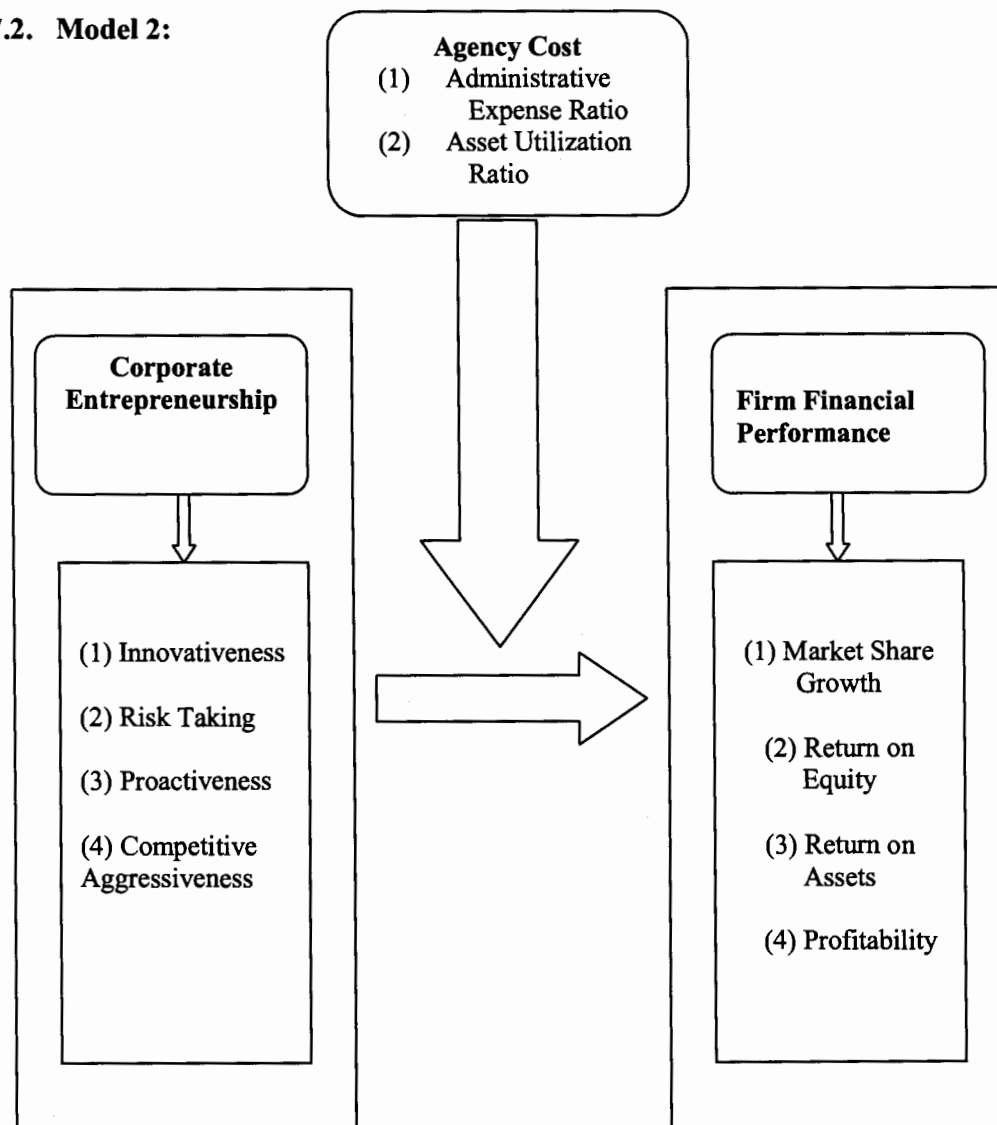 7.2. Model 2:
Agency Cost
(1) Administrative
Expense Ratio
(2) Asset Utilization
Ratio
Corporate
Entrepreneurship
(1) Innovativeness
(2) Risk Taking
(3) Proactiveness
(4) Competitive
Aggressiveness
Firm Financial
Performance
(1) Market Share
Growth
(2) Return on
Equity
(3) Return on
Assets
(4) Profitability